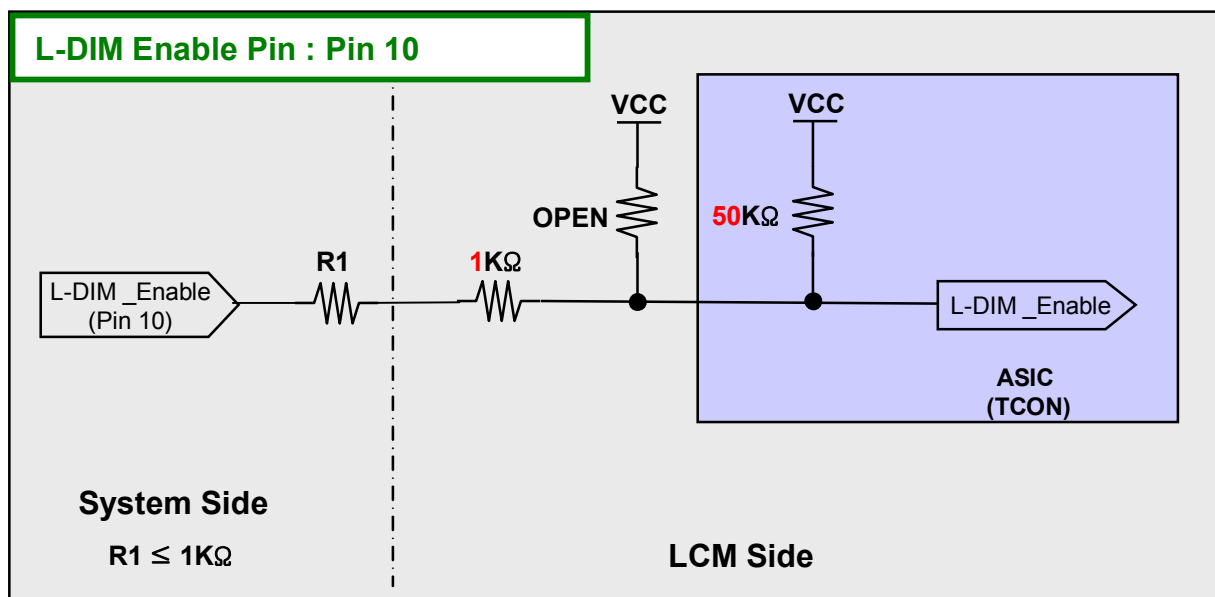 L-DIM Enable Pin : Pin 10
VCC
VCC
OPEN
50KΩ
R1
1KΩ
L-DIM _Enable
(Pin 10)
L-DIM _Enable
ASIC
(TCON)
System Side
R1 ≤ 1KΩ
LCM Side